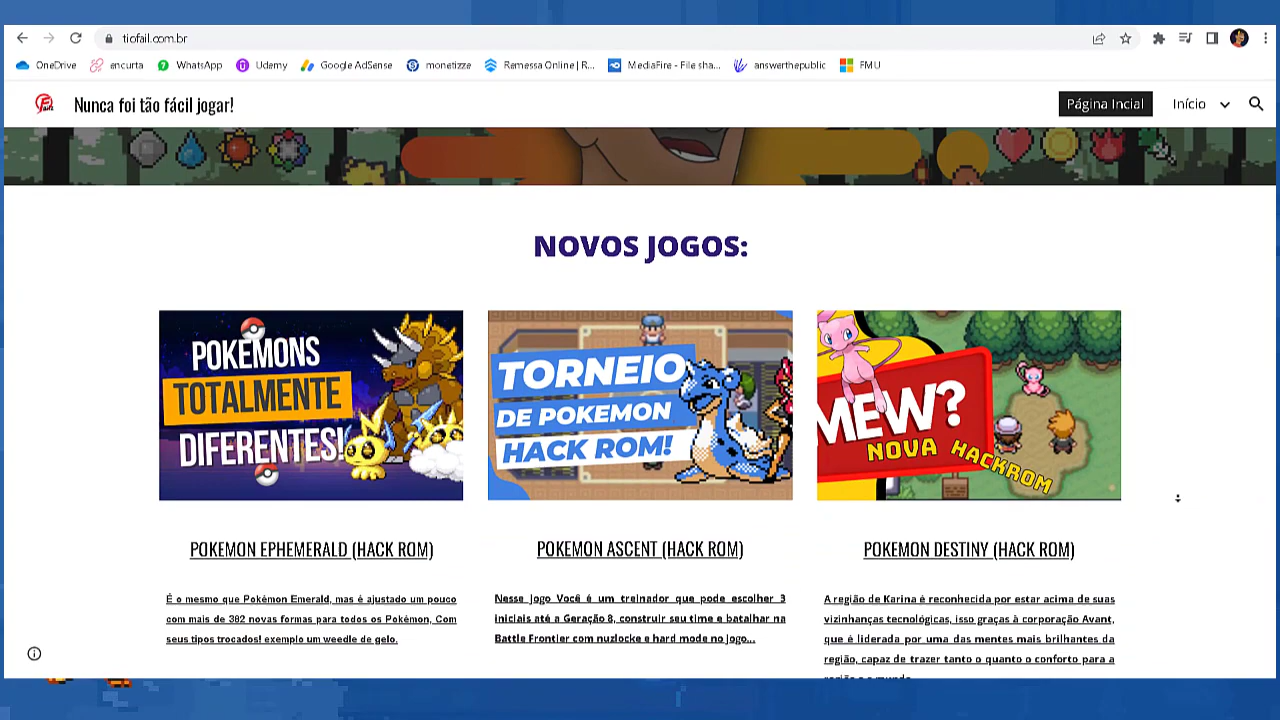 tiofail.com.br
OneDrive encurta WhatsApp Udemy Google AdSense monetizze Remessa Online | R... MediaFire - File sha... answerthepublic FMU
Nunca foi tão fácil jogar! Página Incial Início
NOVOS JOGOS:
POKEMONS
TOTALMENTE
DIFERENTES!
TORNEIO
DE POKEMON
HACK ROM!
MEW?
NOVA HACKROM
POKEMON EPHEMERALD (HACK ROM)
É o mesmo que Pokémon Emerald, mas é ajustado um pouco
com mais de 382 novas formas para todos os Pokémon, Com
seus tipos trocados! exemplo um weedle de gelo.
POKEMON ASCENT (HACK ROM)
Nesse jogo Você é um treinador que pode escolher 3
iniciais até a Geração 8, construir seu time e batalhar na
Battle Frontier com nuzlocke e hard mode no jogo...
POKEMON DESTINY (HACK ROM)
A região de Karina é reconhecida por estar acima de suas
vizinhanças tecnológicas, isso graças à corporação Avant,
que é liderada por uma das mentes mais brilhantes da
região, capaz de trazer tanto o quanto o conforto para a